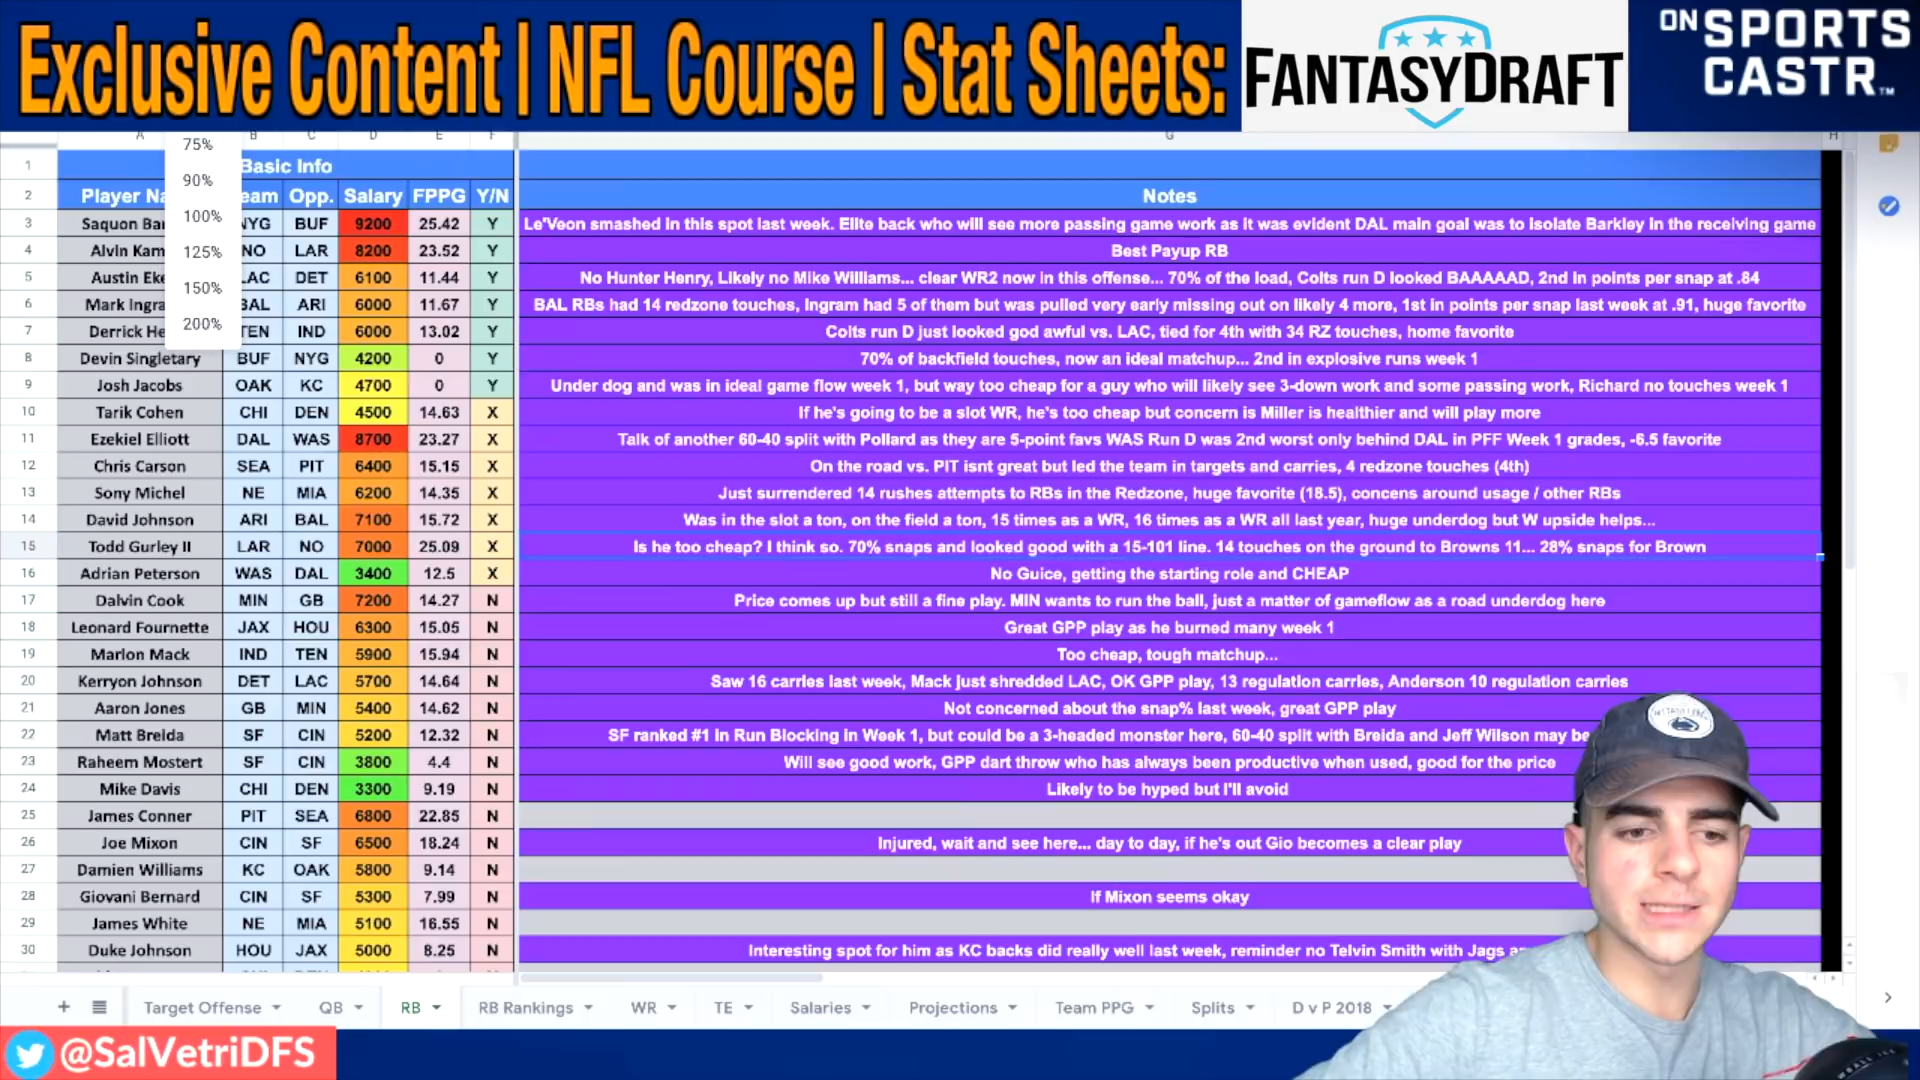 Exclusive Content | NFL Course | Stat Sheets:
FANTASYDRAFT
ON SPORTS
CASTR™
A B C D E F G H
75%
90%
100%
125%
150%
200%
1 Basic Info
2 Player Na eam Opp. Salary FPPG Y/N Notes
3 Saquon Bar NYG BUF 9200 25.42 Y Le'Veon smashed in this spot last week. Elite back who will see more passing game work as it was evident DAL main goal was to isolate Barkley in the receiving game
4 Alvin Kam NO LAR 8200 23.52 Y Best Payup RB
5 Austin Eke LAC DET 6100 11.44 Y No Hunter Henry, Likely no Mike Williams... clear WR2 now in this offense... 70% of the load, Colts run D looked BAAAAAD, 2nd in points per snap at .84
6 Mark Ingra BAL ARI 6000 11.67 Y BAL RBs had 14 redzone touches, Ingram had 5 of them but was pulled very early missing out on likely 4 more, 1st in points per snap last week at .91, huge favorite
7 Derrick He TEN IND 6000 13.02 Y Colts run D just looked god awful vs. LAC, tied for 4th with 34 RZ touches, home favorite
8 Devin Singletary BUF NYG 4200 0 Y 70% of backfield touches, now an ideal matchup... 2nd in explosive runs week 1
9 Josh Jacobs OAK KC 4700 0 Y Under dog and was in ideal game flow week 1, but way too cheap for a guy who will likely see 3-down work and some passing work, Richard no touches week 1
10 Tarik Cohen CHI DEN 4500 14.63 X If he's going to be a slot WR, he's too cheap but concern is Miller is healthier and will play more
11 Ezekiel Elliott DAL WAS 8700 23.27 X Talk of another 60-40 split with Pollard as they are 5-point favs WAS Run D was 2nd worst only behind DAL in PFF Week 1 grades, -6.5 favorite
12 Chris Carson SEA PIT 6400 15.15 X On the road vs. PIT isnt great but led the team in targets and carries, 4 redzone touches (4th)
13 Sony Michel NE MIA 6200 14.35 X Just surrendered 14 rushes attempts to RBs in the Redzone, huge favorite (18.5), concens around usage / other RBs
14 David Johnson ARI BAL 7100 15.72 X Was in the slot a ton, on the field a ton, 15 times as a WR, 16 times as a WR all last year, huge underdog but W upside helps...
15 Todd Gurley II LAR NO 7000 25.09 X Is he too cheap? I think so. 70% snaps and looked good with a 15-101 line. 14 touches on the ground to Browns 11... 28% snaps for Brown
16 Adrian Peterson WAS DAL 3400 12.5 X No Guice, getting the starting role and CHEAP
17 Dalvin Cook MIN GB 7200 14.27 N Price comes up but still a fine play. MIN wants to run the ball, just a matter of gameflow as a road underdog here
18 Leonard Fournette JAX HOU 6300 15.05 N Great GPP play as he burned many week 1
19 Marlon Mack IND TEN 5900 15.94 N Too cheap, tough matchup...
20 Kerryon Johnson DET LAC 5700 14.64 N Saw 16 carries last week, Mack just shredded LAC, OK GPP play, 13 regulation carries, Anderson 10 regulation carries
21 Aaron Jones GB MIN 5400 14.62 N Not concerned about the snap% last week, great GPP play
22 Matt Breida SF CIN 5200 12.32 N SF ranked #1 in Run Blocking in Week 1, but could be a 3-headed monster here, 60-40 split with Breida and Jeff Wilson may be
23 Raheem Mostert SF CIN 3800 4.4 N Will see good work, GPP dart throw who has always been productive when used, good for the price
24 Mike Davis CHI DEN 3300 9.19 N Likely to be hyped but I'll avoid
25 James Conner PIT SEA 6800 22.85 N
26 Joe Mixon CIN SF 6500 18.24 N Injured, wait and see here... day to day, if he's out Gio becomes a clear play
27 Damien Williams KC OAK 5800 9.14 N
28 Giovani Bernard CIN SF 5300 7.99 N If Mixon seems okay
29 James White NE MIA 5100 16.55 N
30 Duke Johnson HOU JAX 5000 8.25 N Interesting spot for him as KC backs did really well last week, reminder no Telvin Smith with Jags
Target Offense QB RB RB Rankings WR TE Salaries Projections Team PPG Splits D v P 2018
@SalVetriDFS